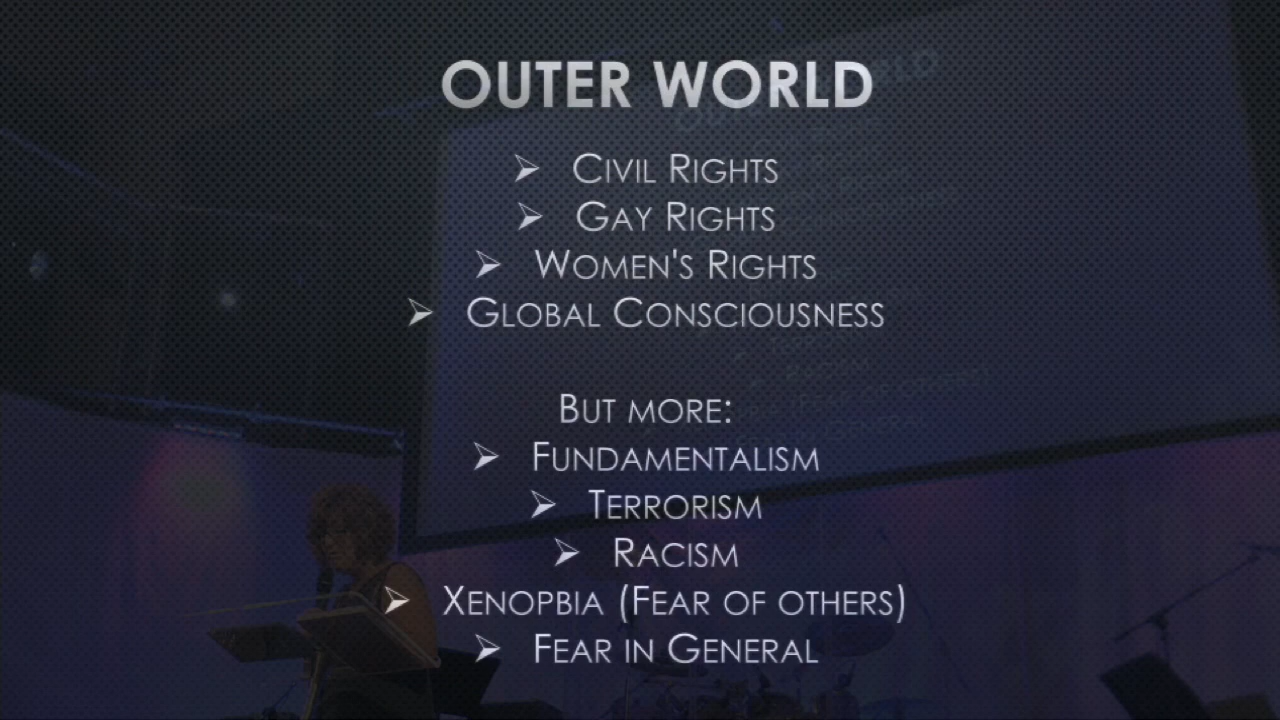 OUTER WORLD
➢ CIVIL RIGHTS
➢ GAY RIGHTS
➢ WOMEN'S RIGHTS
➢ GLOBAL CONSCIOUSNESS
BUT MORE:
➢ FUNDAMENTALISM
➢ TERRORISM
➢ RACISM
➢ XENOPBIA (FEAR OF OTHERS)
➢ FEAR IN GENERAL